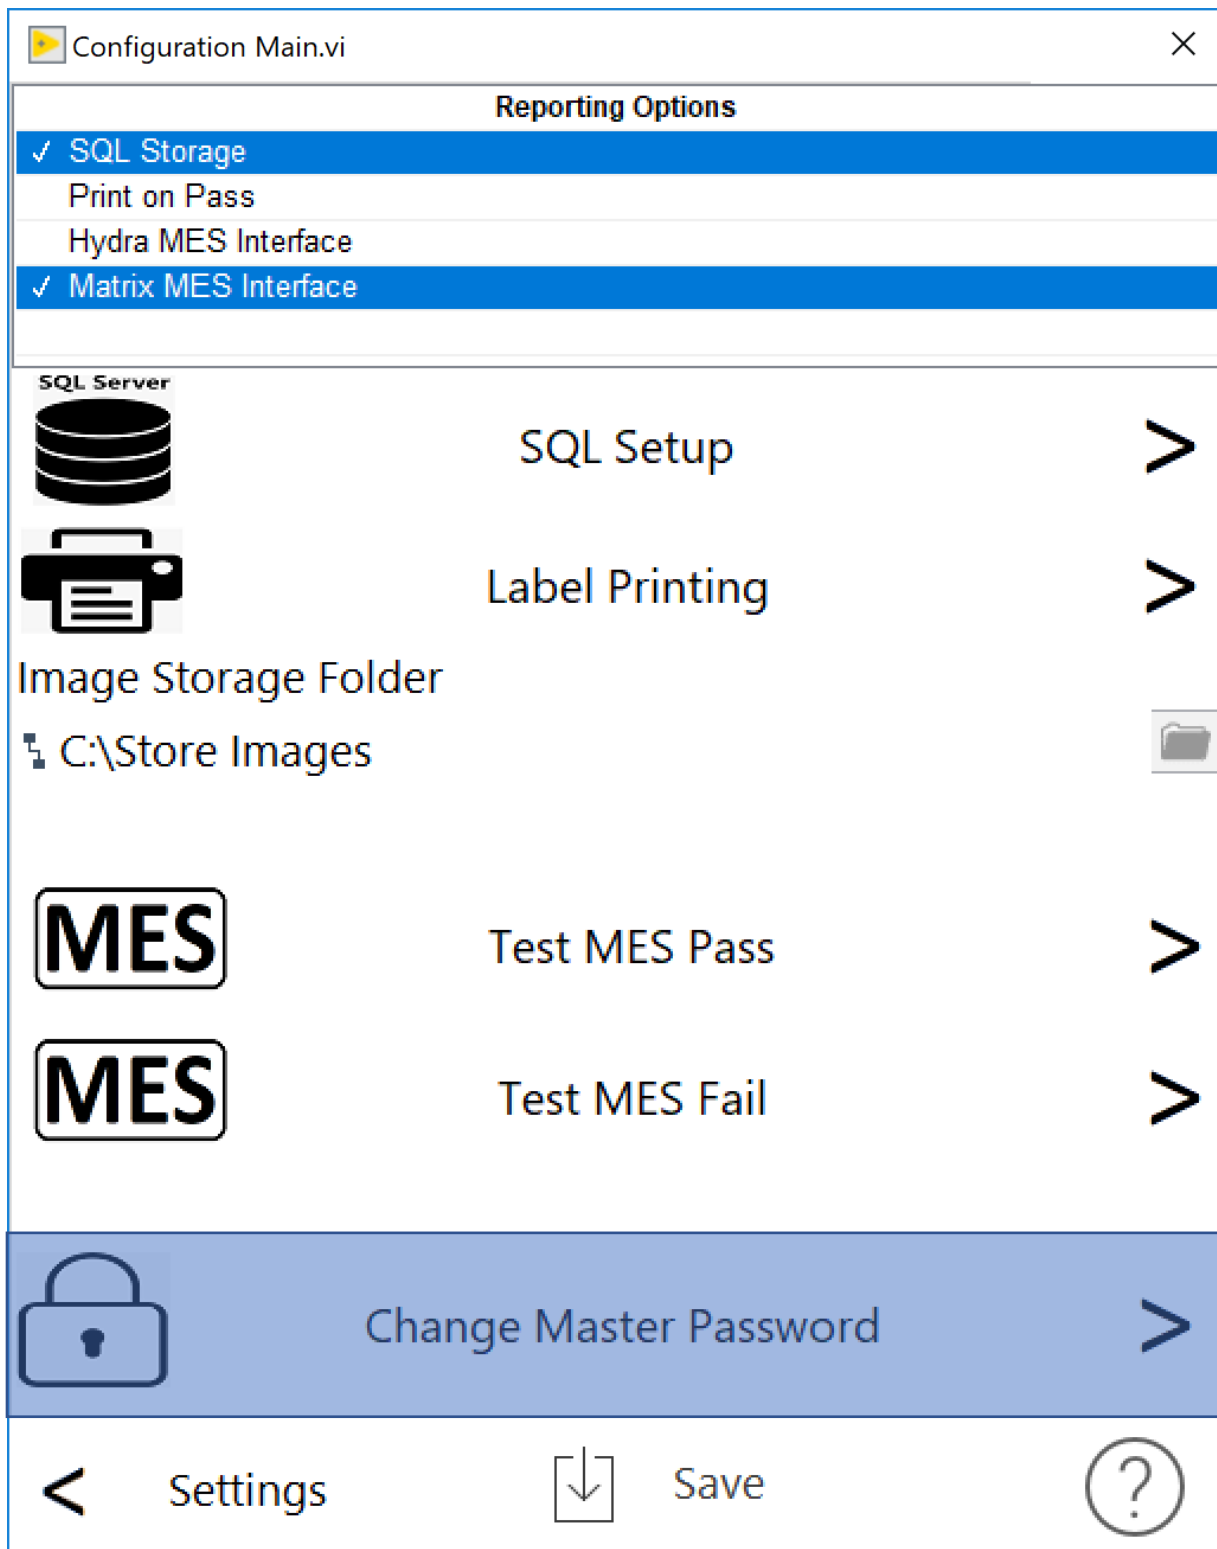 Configuration Main.vi
Reporting Options
✓ SQL Storage
Print on Pass
Hydra MES Interface
✓ Matrix MES Interface
SQL Server
SQL Setup >
Label Printing >
Image Storage Folder
C:\Store Images
MES Test MES Pass >
MES Test MES Fail >
Change Master Password >
< Settings Save ?